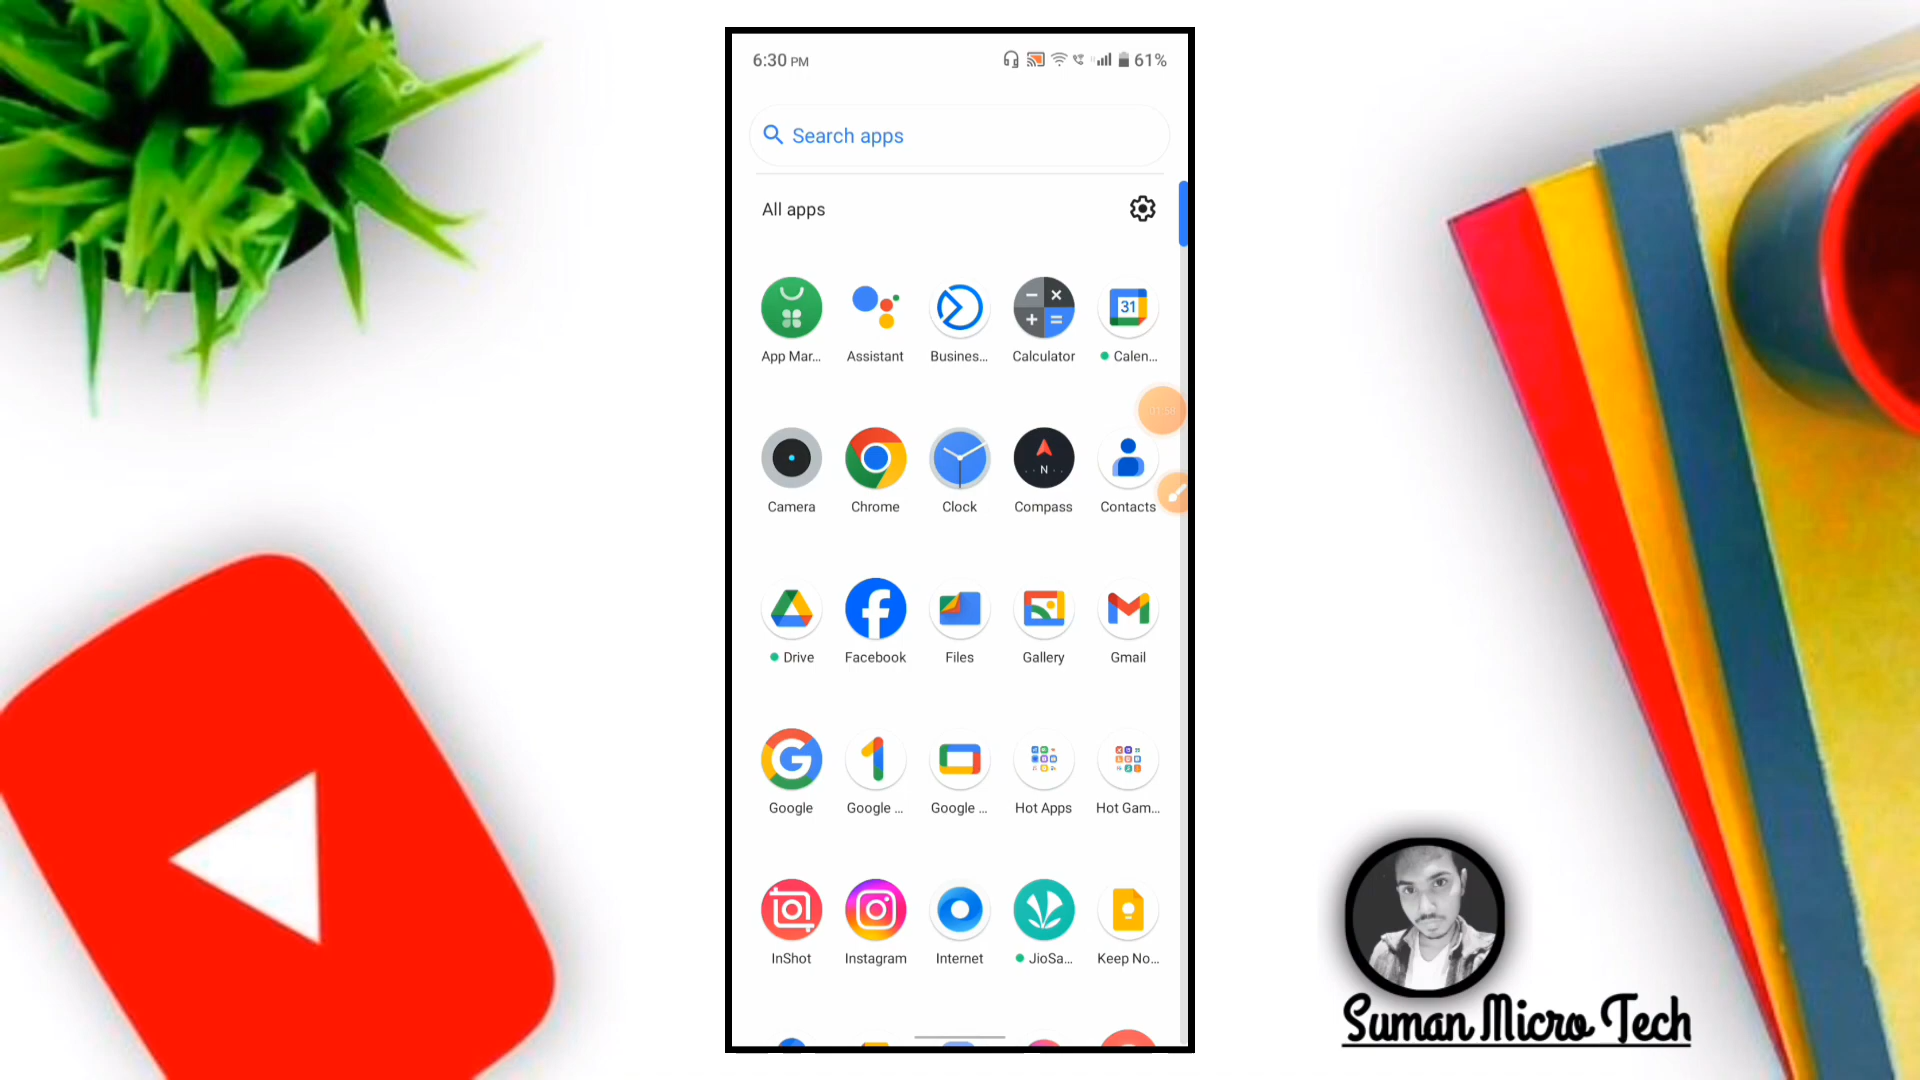 6:30 PM 61%
Search apps
All apps
31
App Mar... Assistant Busines... Calculator Calen...
01:58
N
Camera Chrome Clock Compass Contacts
Drive Facebook Files Gallery Gmail
Google Google ... Google ... Hot Apps Hot Gam...
InShot Instagram Internet JioSa... Keep No...
Suman Micro Tech